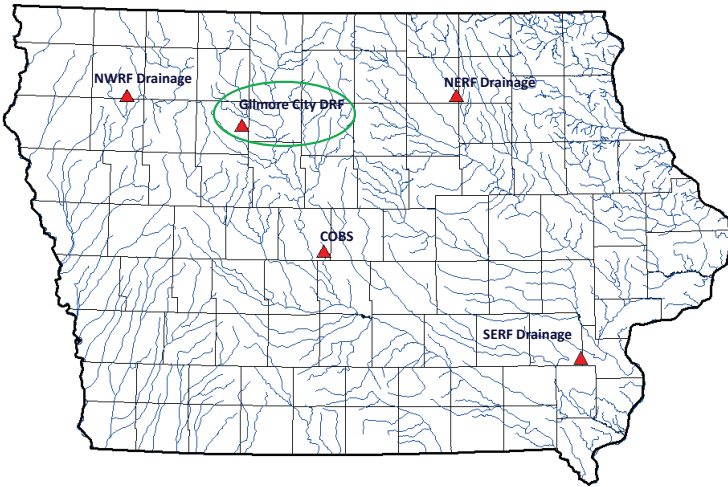 NWRF Drainage
NERF Drainage
Gilmore City DRF
COBS
SERF Drainage